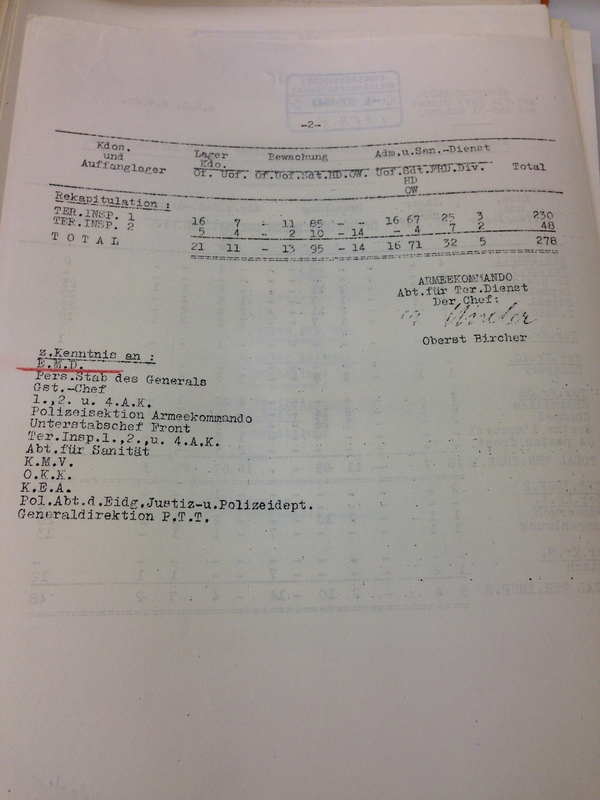 -2-
Kdos. Lager Bewachung Adm.u.San.-Dienst
und Kdo. Total
Auffanglager Of. Uof. Of.Uof.Sdt.HD.OW. Uof.Sdt.FHD.Div.
HD
OW
Rekapitulation :
TER.INSP. 1 16 7 - 11 85 - - 16 67 25 3 230
TER.INSP. 2 5 4 - 2 10 - 14 - 4 7 2 48
TOTAL 21 11 - 13 95 - 14 16 71 32 5 278
ARMEEKOMMANDO
Abt.für Ter.Dienst
Der Chef:
Oberst Bircher
z.Kenntnis an :
E.M.D.
Pers.Stab des Generals
Gst.-Chef
1.,2. u. 4.A.K.
Polizeisektion Armeekommando
Unterstabschef Front
Ter.Insp.1.,2.,u. 4.A.K.
Abt.für Sanität
K.M.V.
O.K.K.
K.E.A.
Pol.Abt.d.Eidg.Justiz-u.Polizeidept.
Generaldirektion P.T.T.